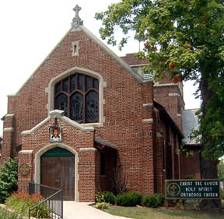 CHRIST THE SAVIOR
HOLY SPIRIT
ORTHODOX CHURCH